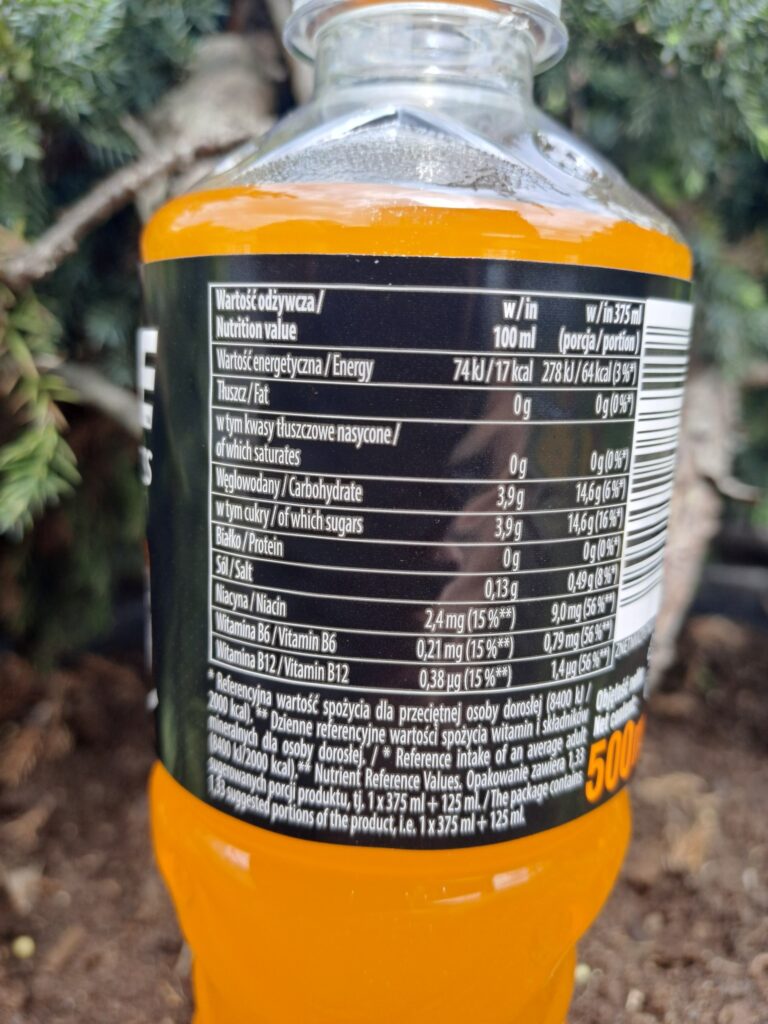 Wartość odżywcza / w/in w/in 375 ml
Nutrition value 100 ml (porcja/portion)
Wartość energetyczna / Energy 74 kJ / 17 kcal 278 kJ / 64 kcal (3%*)
Tłuszcz / Fat 0 g 0 g (0%*)
w tym kwasy tłuszczowe nasycone /
of which saturates 0 g 0 g (0%*)
Węglowodany / Carbohydrate 3,9 g 14,6 g (6%*)
w tym cukry / of which sugars 3,9 g 14,6 g (16%*)
Białko / Protein 0 g 0 g (0%*)
Sól / Salt 0,13 g 0,49 g (8%*)
Niacyna / Niacin 2,4 mg (15%**) 9,0 mg (56%**)
Witamina B6 / Vitamin B6 0,21 mg (15%**) 0,79 mg (56%**)
Witamina B12 / Vitamin B12 0,38 µg (15%**) 1,4 µg (56%**)
* Referencyjna wartość spożycia dla przeciętnej osoby dorosłej (8400 kJ /
2000 kcal), ** Dzienne referencyjne wartości spożycia witamin i składników
mineralnych dla osoby dorosłej. / * Reference intake of an average adult
(8400 kJ/2000 kcal),** Nutrient Reference Values. Opakowanie zawiera 1,33
sugerowanych porcji produktu, tj. 1 x 375 ml + 125 ml. / The package contains
1,33 suggested portions of the product, i.e. 1 x 375 ml + 125 ml.
Objętość
Net
500